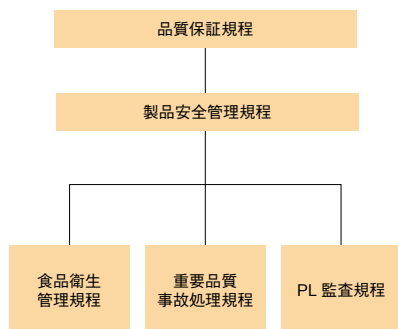 品質保証規程
製品安全管理規程
食品衛生
管理規程
重要品質
事故処理規程
PL 監査規程